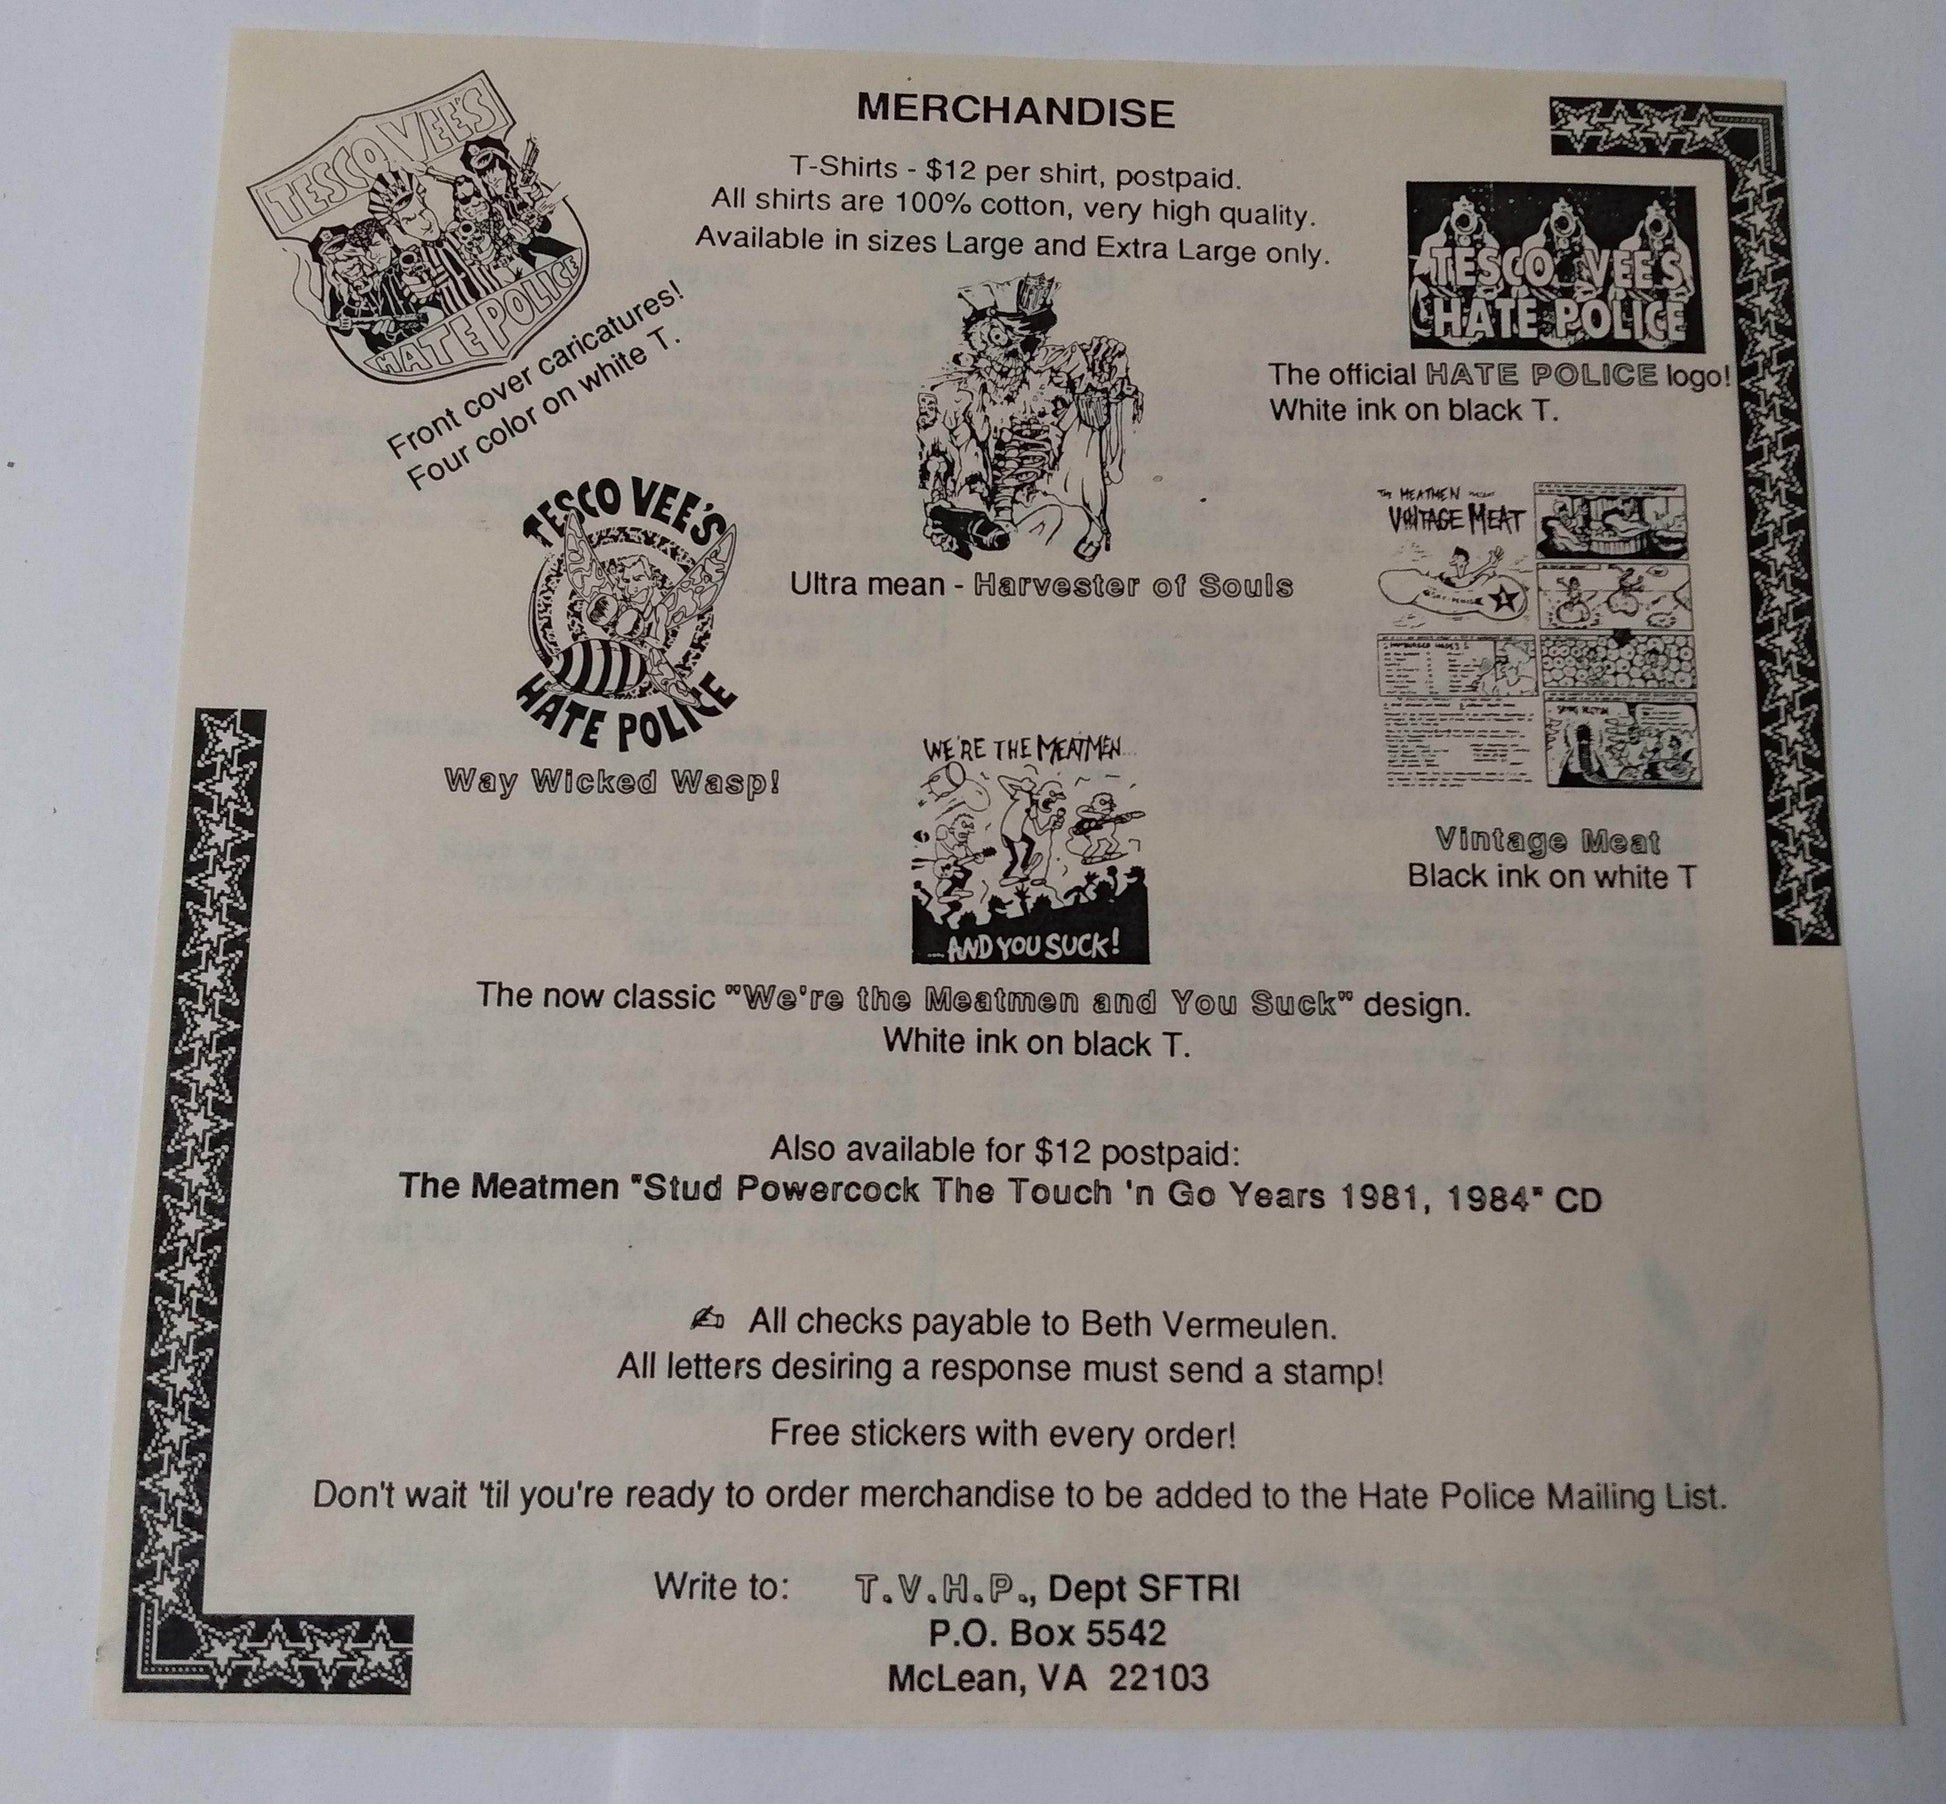 MERCHANDISE
T-Shirts - $12 per shirt, postpaid.
All shirts are 100% cotton, very high quality.
Available in sizes Large and Extra Large only.
TESCO VEE'S
HATE POLICE
Front cover caricatures!
Four color on white T.
TESCO VEE'S
HATE POLICE
The official HATE POLICE logo!
White ink on black T.
Ultra mean - Harvester of Souls
TESCO VEE'S
HATE POLICE
Way Wicked Wasp!
THE MEATMEN
VINTAGE MEAT
Vintage Meat
Black ink on white T
WE'RE THE MEATMEN...
...AND YOU SUCK!
The now classic "We're the Meatmen and You Suck" design.
White ink on black T.
Also available for $12 postpaid:
The Meatmen "Stud Powercock The Touch 'n Go Years 1981, 1984" CD
All checks payable to Beth Vermeulen.
All letters desiring a response must send a stamp!
Free stickers with every order!
Don't wait 'til you're ready to order merchandise to be added to the Hate Police Mailing List.
Write to: T.V.H.P., Dept SFTRI
P.O. Box 5542
McLean, VA 22103